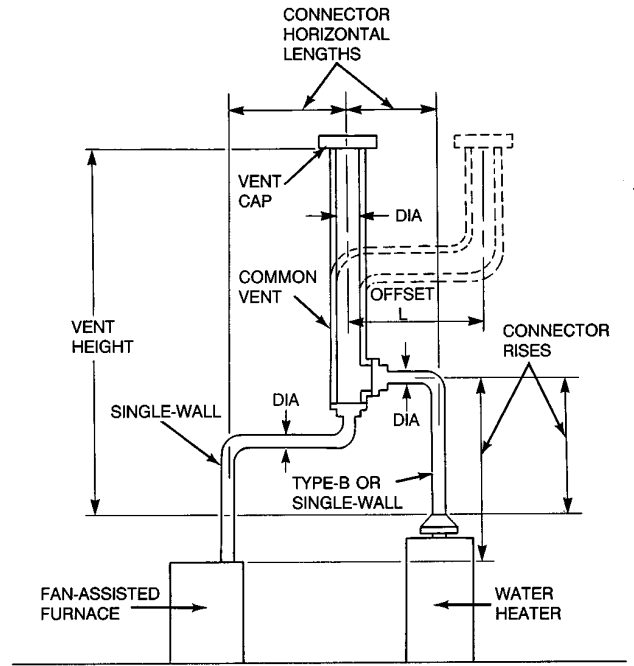 CONNECTOR
HORIZONTAL
LENGTHS
VENT
CAP
DIA
COMMON
VENT
OFFSET
L
VENT
HEIGHT
CONNECTOR
RISES
SINGLE-WALL
DIA
DIA
TYPE-B OR
SINGLE-WALL
FAN-ASSISTED
FURNACE
WATER
HEATER